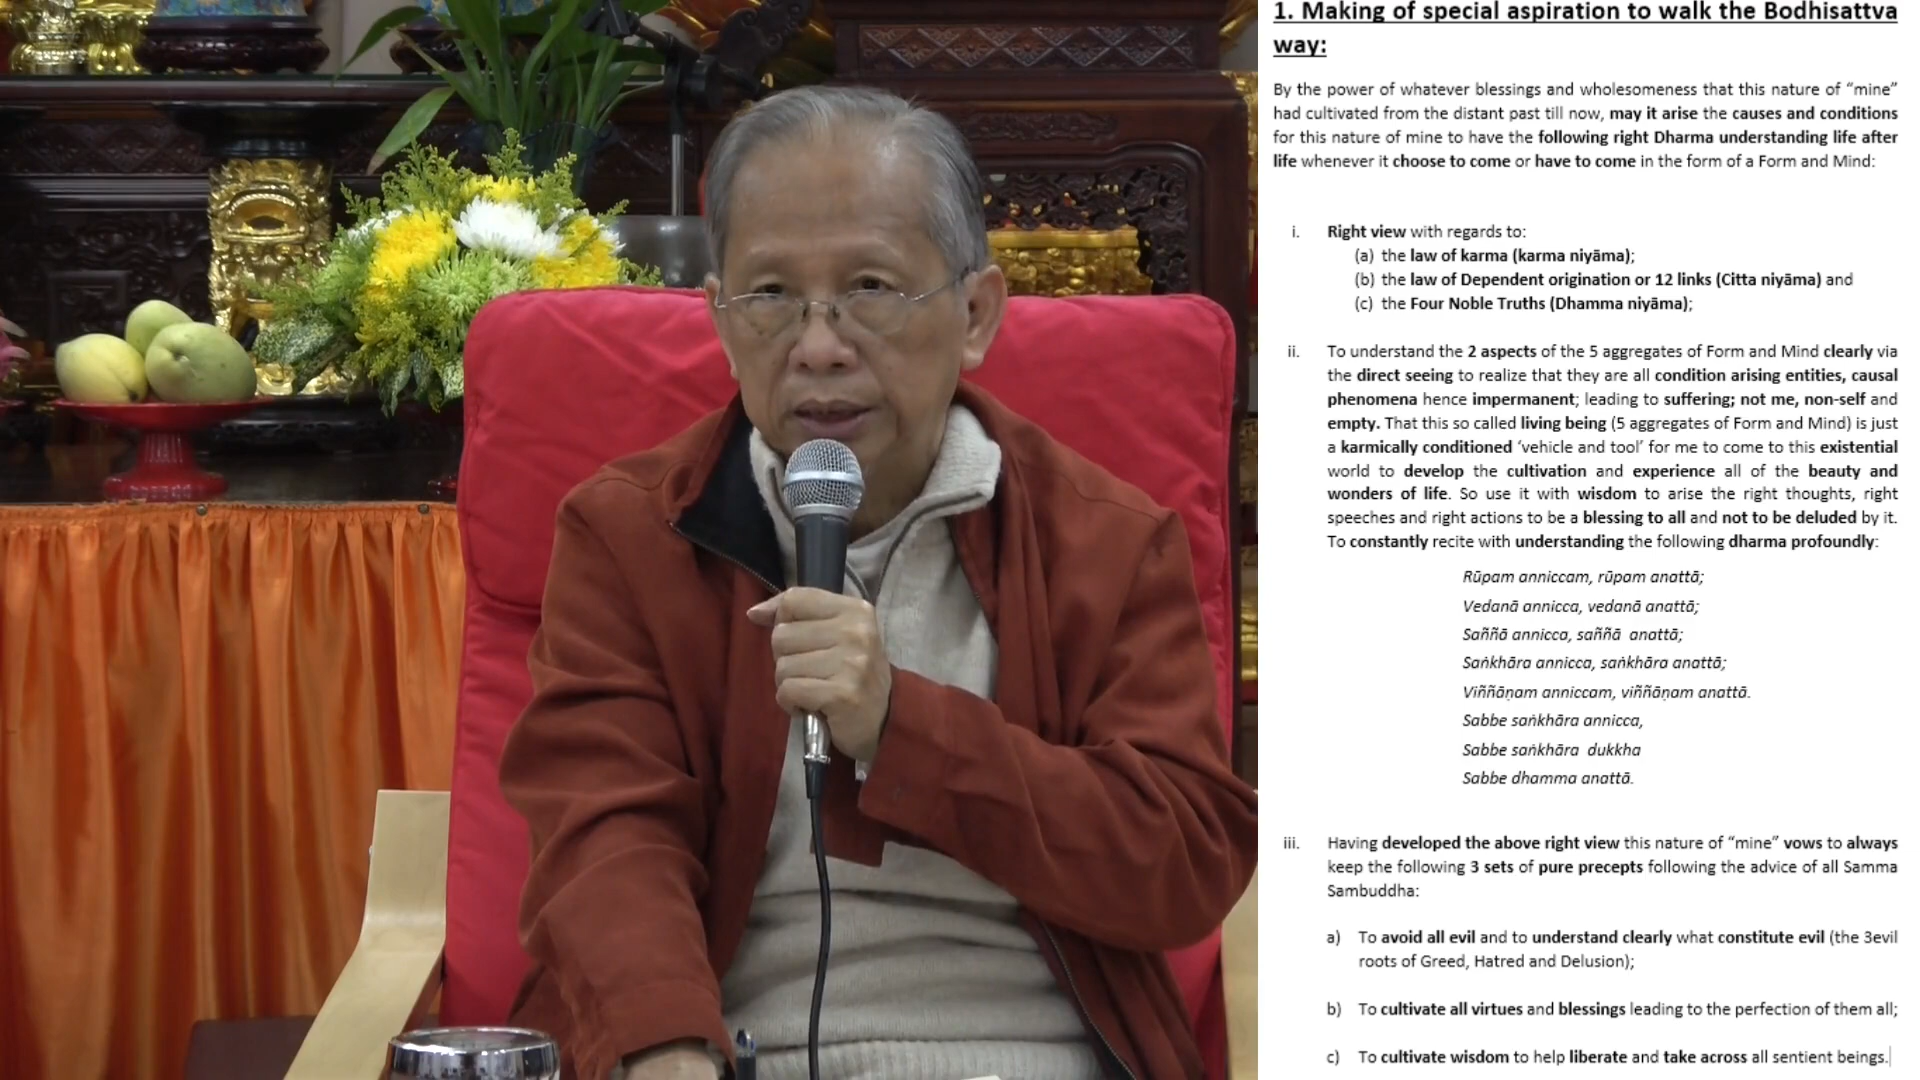 1. Making of special aspiration to walk the Bodhisattva
way:
By the power of whatever blessings and wholesomeness that this nature of “mine”
had cultivated from the distant past till now, may it arise the causes and conditions
for this nature of mine to have the following right Dharma understanding life after
life whenever it choose to come or have to come in the form of a Form and Mind:
i. Right view with regards to:
(a) the law of karma (karma niyāma);
(b) the law of Dependent origination or 12 links (Citta niyāma) and
(c) the Four Noble Truths (Dhamma niyāma);
ii. To understand the 2 aspects of the 5 aggregates of Form and Mind clearly via
the direct seeing to realize that they are all condition arising entities, causal
phenomena hence impermanent; leading to suffering; not me, non-self and
empty. That this so called living being (5 aggregates of Form and Mind) is just
a karmically conditioned ‘vehicle and tool’ for me to come to this existential
world to develop the cultivation and experience all of the beauty and
wonders of life. So use it with wisdom to arise the right thoughts, right
speeches and right actions to be a blessing to all and not to be deluded by it.
To constantly recite with understanding the following dharma profoundly:
Rūpam anniccam, rūpam anattā;
Vedanā annicca, vedanā anattā;
Saññā annicca, saññā anattā;
Saṅkhāra annicca, saṅkhāra anattā;
Viññāṇam anniccam, viññāṇam anattā.
Sabbe saṅkhāra annicca,
Sabbe saṅkhāra dukkha
Sabbe dhamma anattā.
iii. Having developed the above right view this nature of “mine” vows to always
keep the following 3 sets of pure precepts following the advice of all Samma
Sambuddha:
a) To avoid all evil and to understand clearly what constitute evil (the 3evil
roots of Greed, Hatred and Delusion);
b) To cultivate all virtues and blessings leading to the perfection of them all;
c) To cultivate wisdom to help liberate and take across all sentient beings.